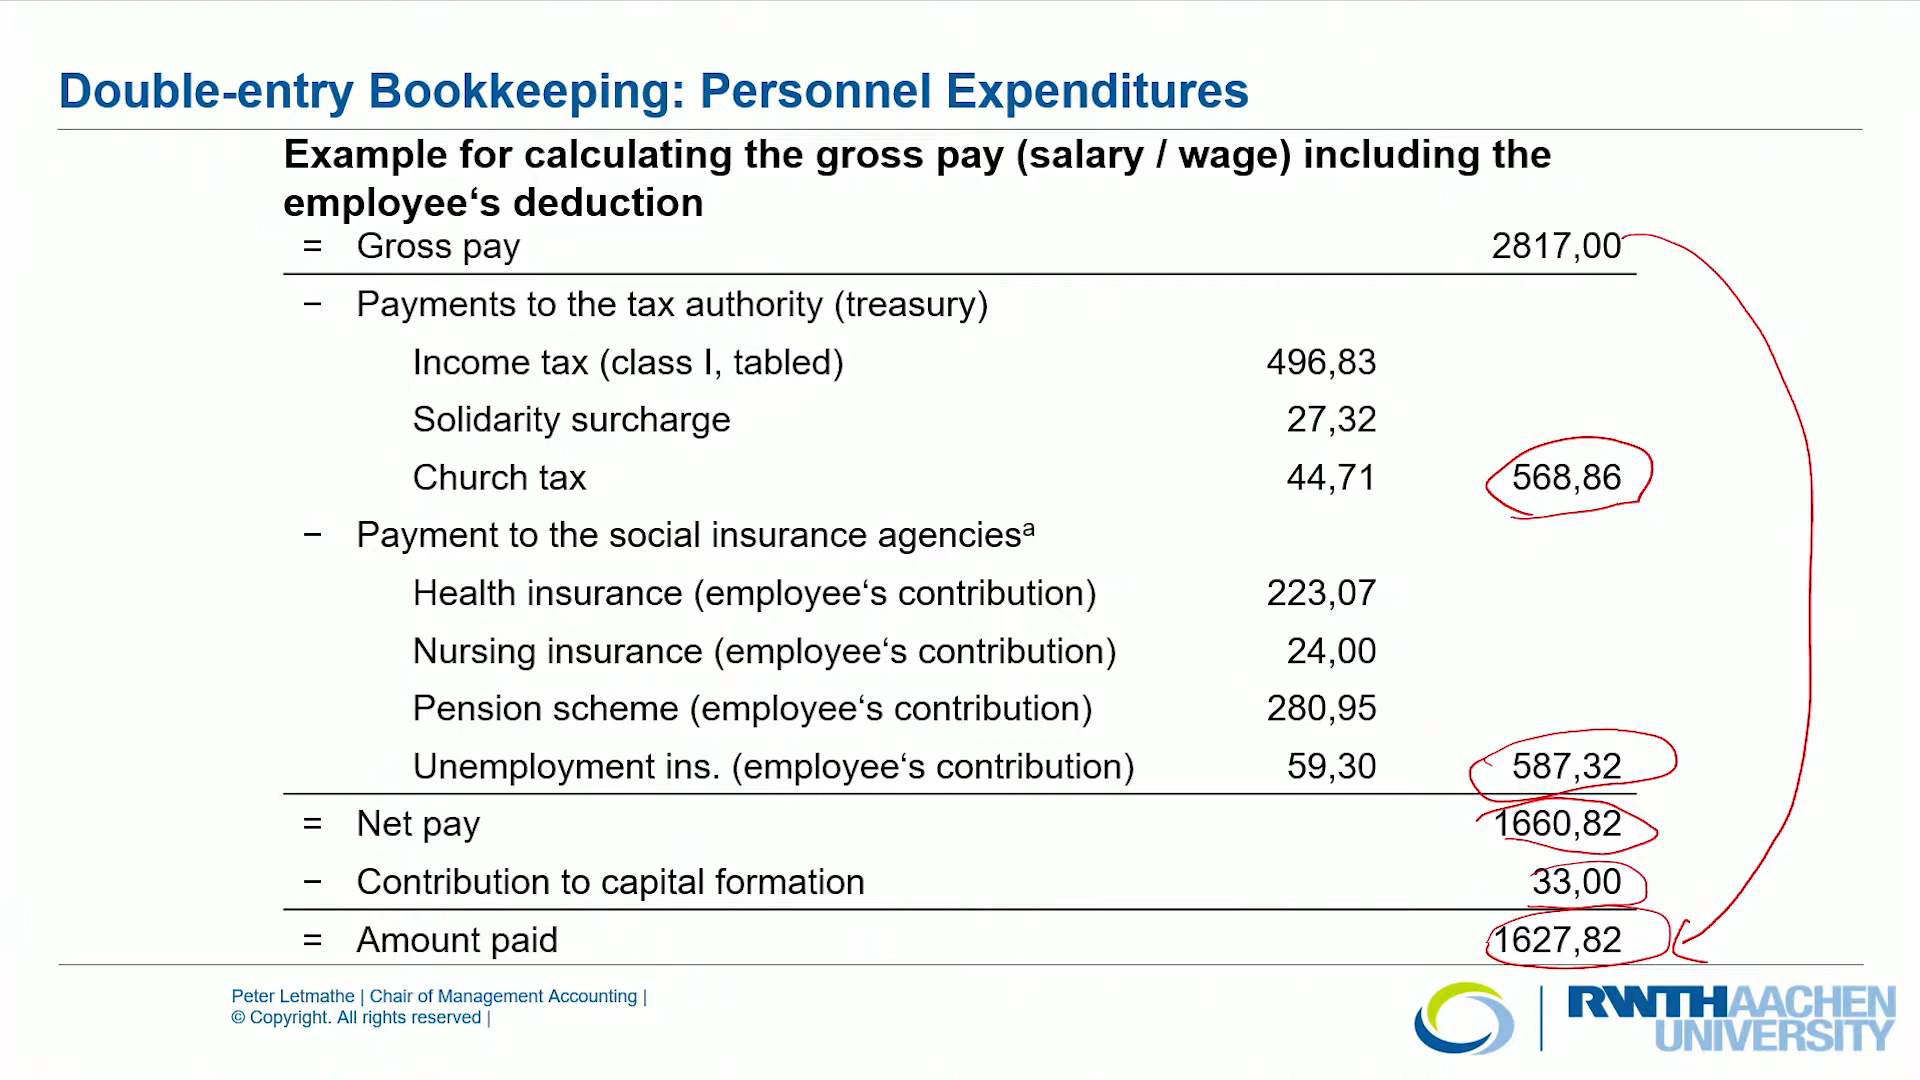 Double-entry Bookkeeping: Personnel Expenditures
Example for calculating the gross pay (salary / wage) including the
employee‘s deduction
= Gross pay 2817,00
− Payments to the tax authority (treasury)
Income tax (class I, tabled) 496,83
Solidarity surcharge 27,32
Church tax 44,71 568,86
− Payment to the social insurance agenciesᵃ
Health insurance (employee‘s contribution) 223,07
Nursing insurance (employee‘s contribution) 24,00
Pension scheme (employee‘s contribution) 280,95
Unemployment ins. (employee‘s contribution) 59,30 587,32
= Net pay 1660,82
− Contribution to capital formation 33,00
= Amount paid 1627,82
Peter Letmathe | Chair of Management Accounting |
© Copyright. All rights reserved |
RWTHAACHEN
UNIVERSITY